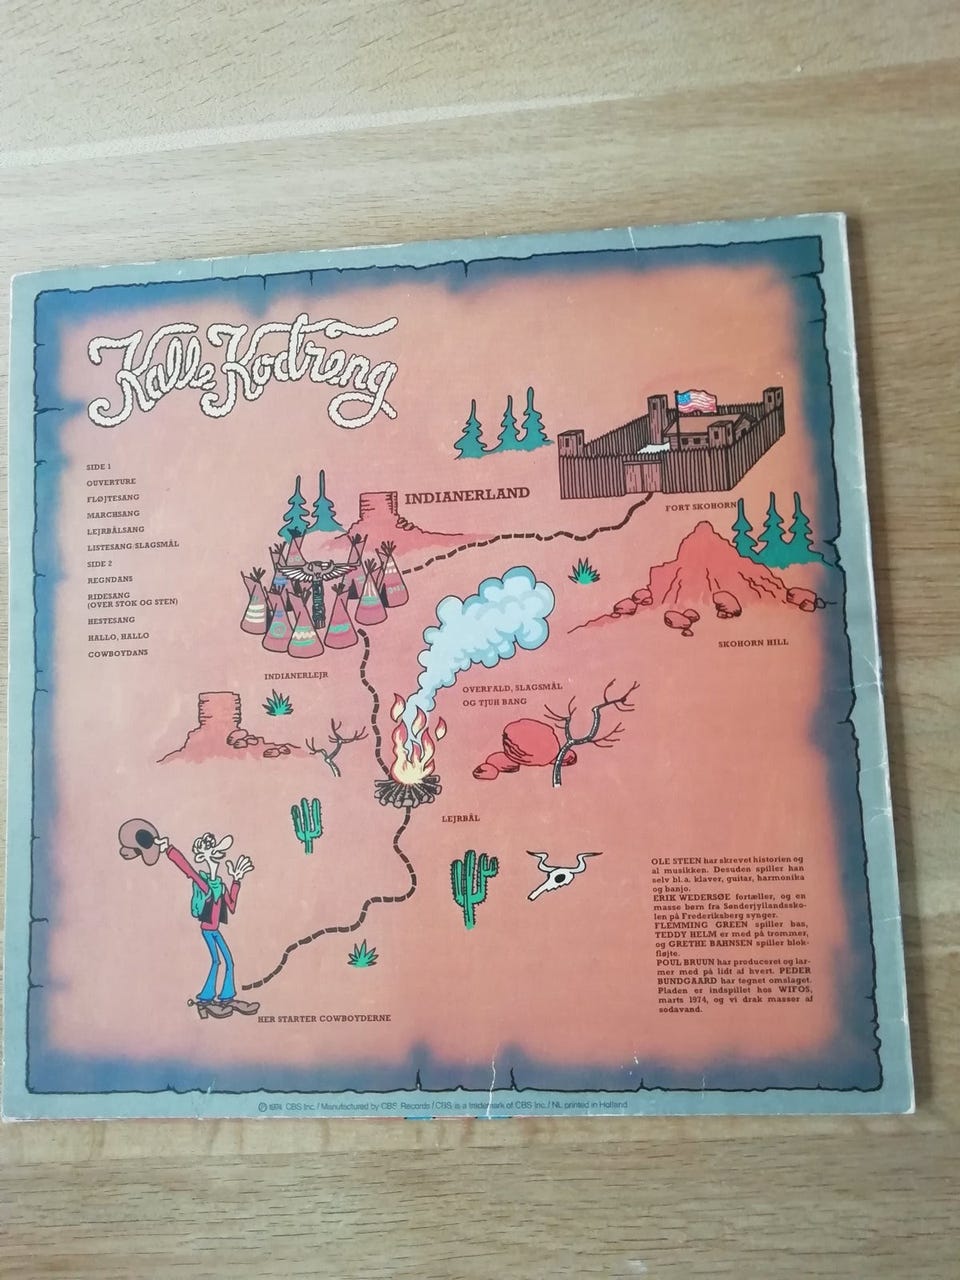 Kalle Kodreng
SIDE 1
OUVERTURE
FLØJTESANG
MARCHSANG
LEJRBÅLSANG
LISTESANG/SLAGSMÅL
SIDE 2
REGNDANS
RIDESANG
(OVER STOK OG STEN)
HESTESANG
HALLO, HALLO
COWBOYDANS
INDIANERLAND
FORT SKOHORN
SKOHORN HILL
INDIANERLEJR
OVERFALD, SLAGSMÅL
OG TJUH BANG
LEJRBÅL
HER STARTER COWBOYDERNE
OLE STEEN har skrevet historien og
al musikken. Desuden spiller han
selv bl.a. klaver, guitar, harmonika
og banjo.
ERIK WEDERSØE fortæller, og en
masse børn fra Sønderjyllandssko-
len på Frederiksberg synger.
FLEMMING GREEN spiller bas,
TEDDY HELM er med på trommer,
og GRETHE BAHNSEN spiller blok-
fløjte.
POUL BRUUN har produceret og lar-
mer med på lidt af hvert. PEDER
BUNDGAARD har tegnet omslaget.
Pladen er indspillet hos WIFOS,
marts 1974, og vi drak masser af
sodavand.
℗ 1974 CBS Inc. / Manufactured by CBS Records / CBS is a trademark of CBS Inc. / NL printed in Holland